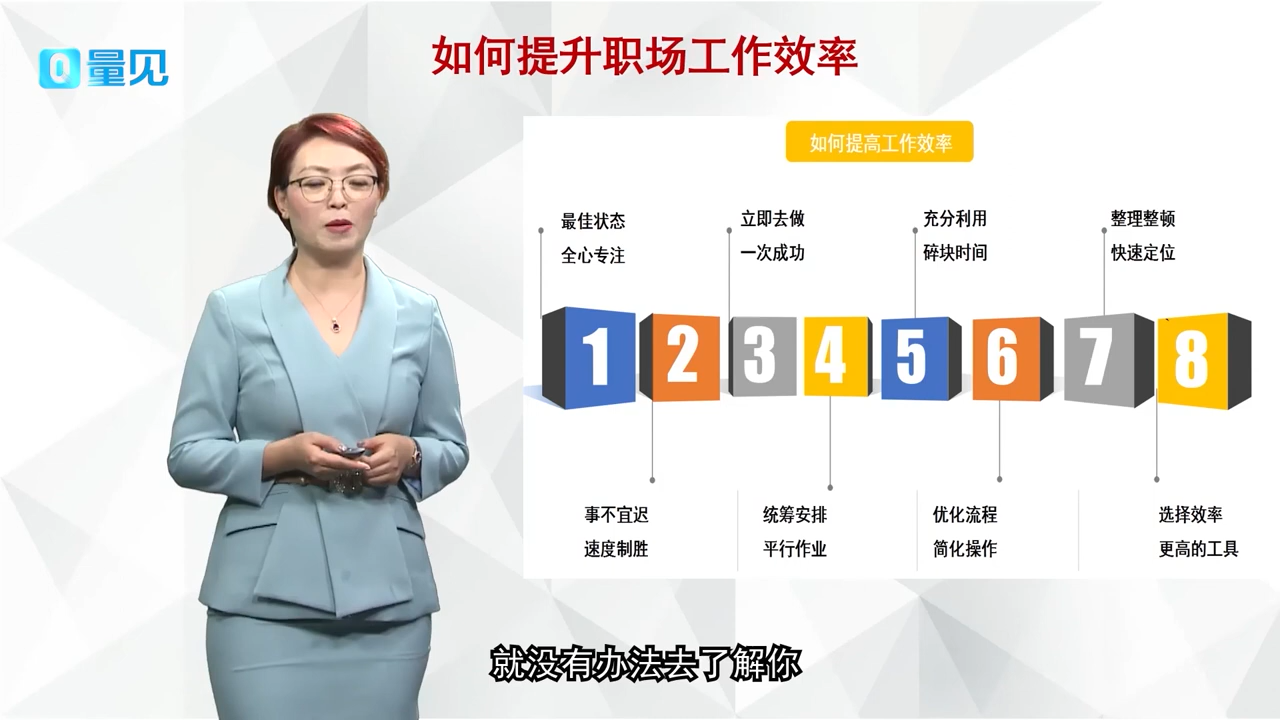 量见
如何提升职场工作效率
如何提高工作效率
最佳状态
全心专注
立即去做
一次成功
充分利用
碎块时间
整理整顿
快速定位
1 2 3 4 5 6 7 8
事不宜迟
速度制胜
统筹安排
平行作业
优化流程
简化操作
选择效率
更高的工具
就没有办法去了解你